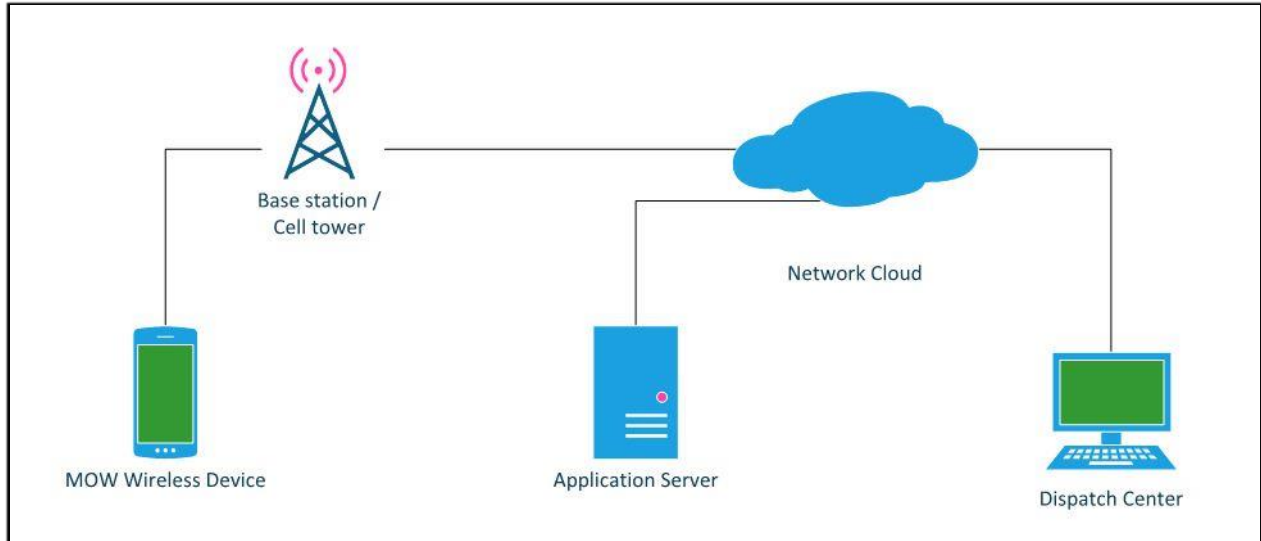 Base station /
Cell tower
Network Cloud
MOW Wireless Device
Application Server
Dispatch Center